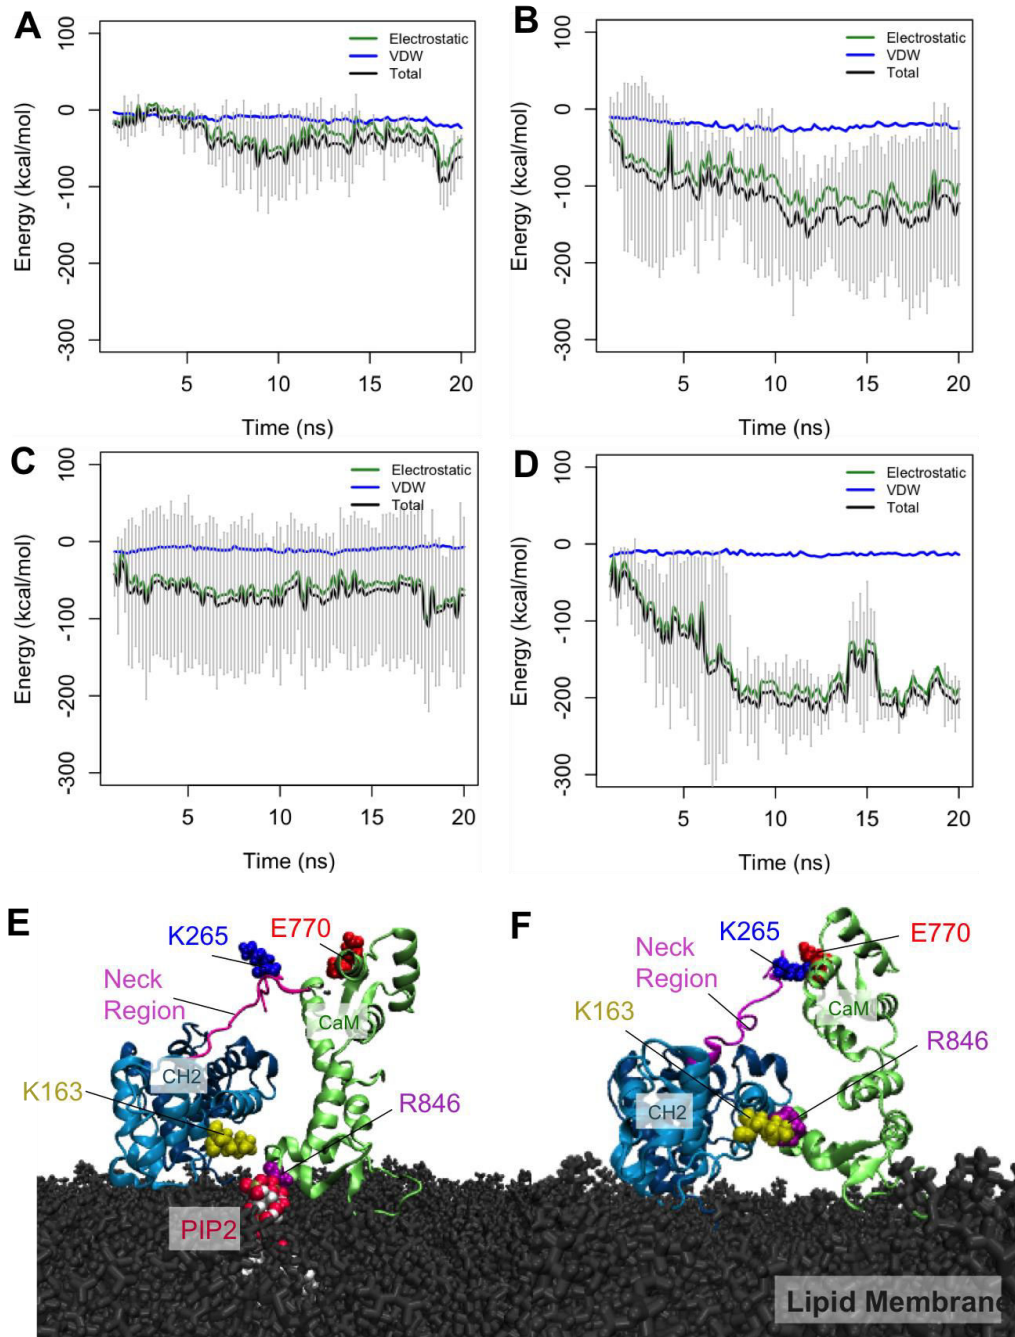 A
100
0
-100
-200
-300
Energy (kcal/mol)
Electrostatic
VDW
Total
5 10 15 20
Time (ns)
B
100
0
-100
-200
-300
Energy (kcal/mol)
Electrostatic
VDW
Total
5 10 15 20
Time (ns)
C
100
0
-100
-200
-300
Energy (kcal/mol)
Electrostatic
VDW
Total
5 10 15 20
Time (ns)
D
100
0
-100
-200
-300
Energy (kcal/mol)
Electrostatic
VDW
Total
5 10 15 20
Time (ns)
E
K265
E770
Neck
Region
CaM
CH2
K163
R846
PIP2
F
K265
E770
Neck
Region
K163
CaM
R846
CH2
Lipid Membrane